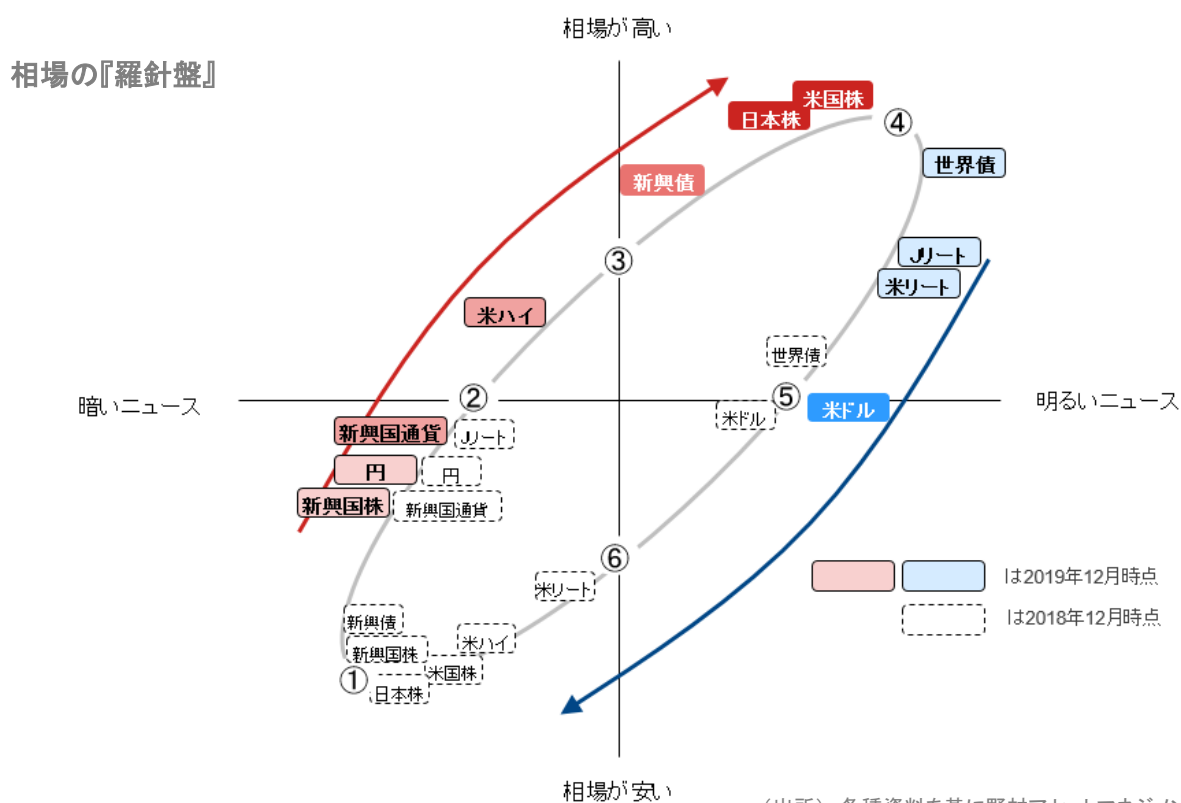 相場が高い
相場の『羅針盤』
米国株
日本株
④
世界債
新興債
Jリート
③
米リート
米ハイ
世界債
②
⑤
暗いニュース
明るいニュース
米ドル
米ドル
新興国通貨
Jリート
円
円
新興国株
新興国通貨
⑥
は2019年12月時点
米リート
は2018年12月時点
新興債
米ハイ
新興国株
米国株
①
日本株
相場が安い